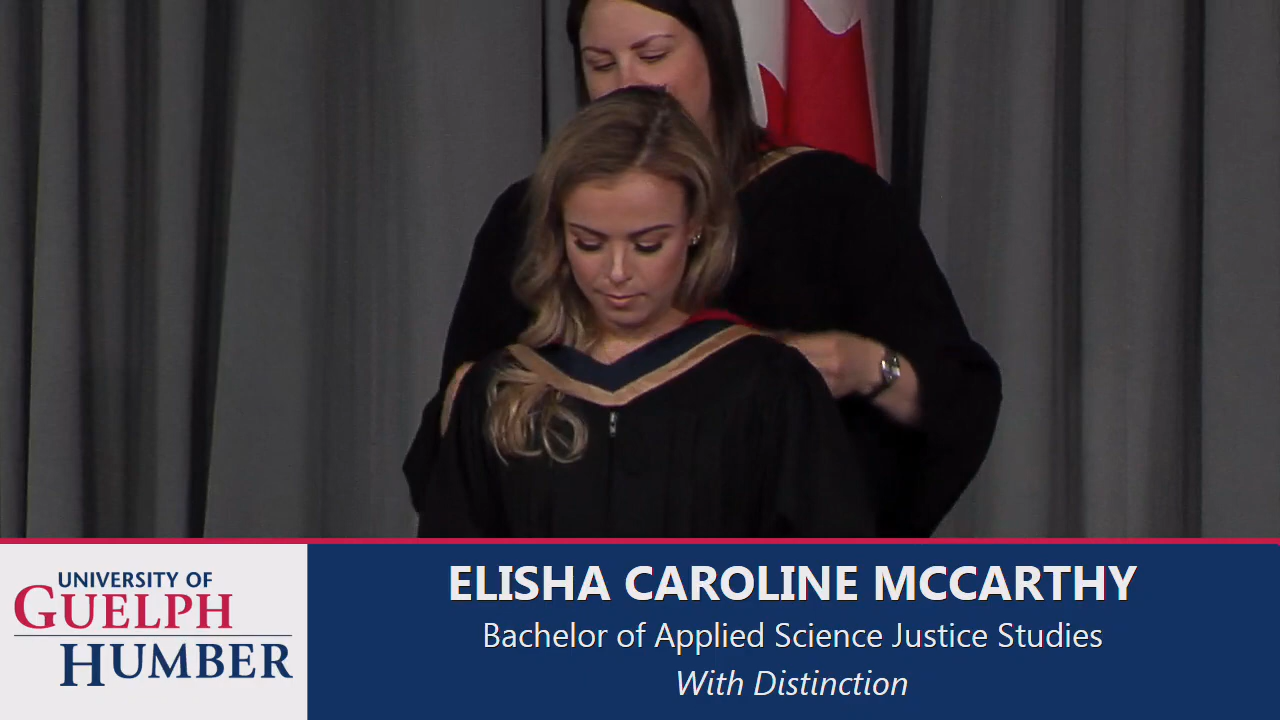 UNIVERSITY OF
GUELPH
HUMBER
ELISHA CAROLINE MCCARTHY
Bachelor of Applied Science Justice Studies
With Distinction